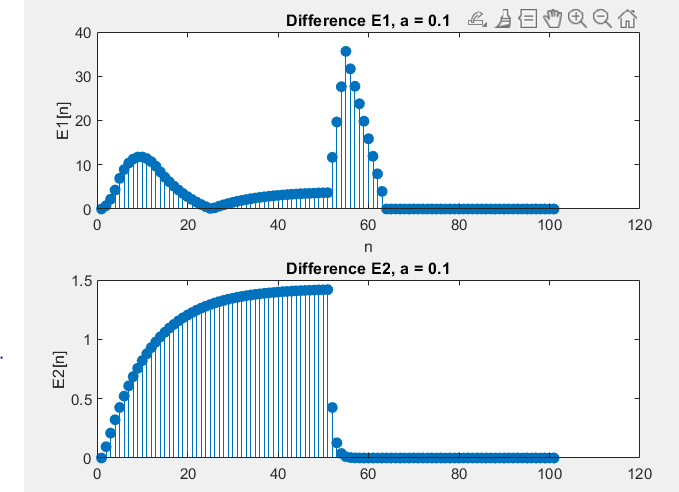 Difference E1, a = 0.1
40
30
20
10
0
E1[n]
0 20 40 60 80 100 120
n
Difference E2, a = 0.1
1.5
1
0.5
0
E2[n]
0 20 40 60 80 100 120